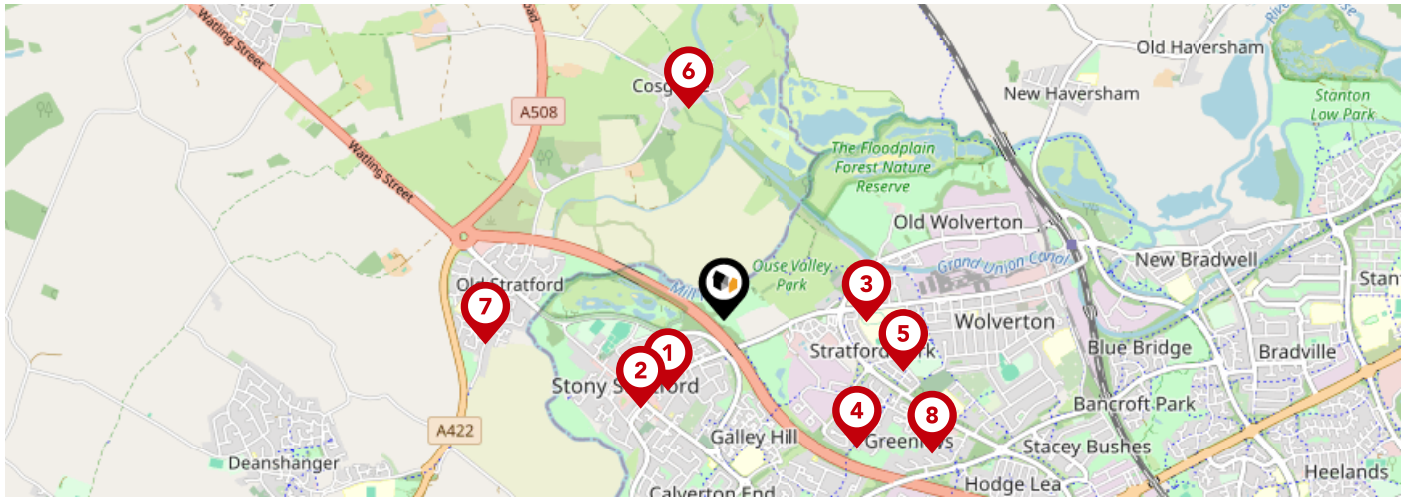 Watling Street
Road
A508
Watling Street
6
Old Haversham
New Haversham
Stanton
Low Park
The Floodplain
Forest Nature
Reserve
Old Wolverton
Grand Union Canal
New Bradwell
Ouse Valley
Park
Mill
Old Stratford
7
3
Wolverton
5
Stratford Park
Blue Bridge
Bradville
1
2
Stony Stratford
4
8
Greenleys
Bancroft Park
Galley Hill
Stacey Bushes
A422
Deanshanger
Heelands
Hodge Lea
Calverton End